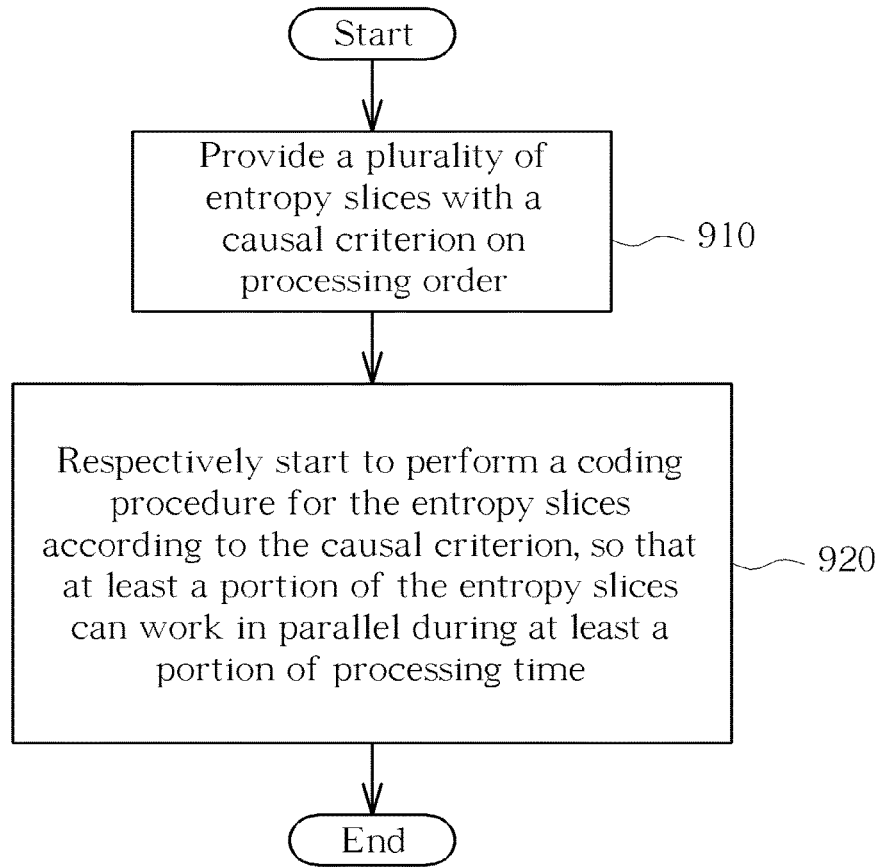 Start
Provide a plurality of
entropy slices with a
causal criterion on
processing order
910
Respectively start to perform a coding
procedure for the entropy slices
according to the causal criterion, so that
at least a portion of the entropy slices
can work in parallel during at least a
portion of processing time
920
End